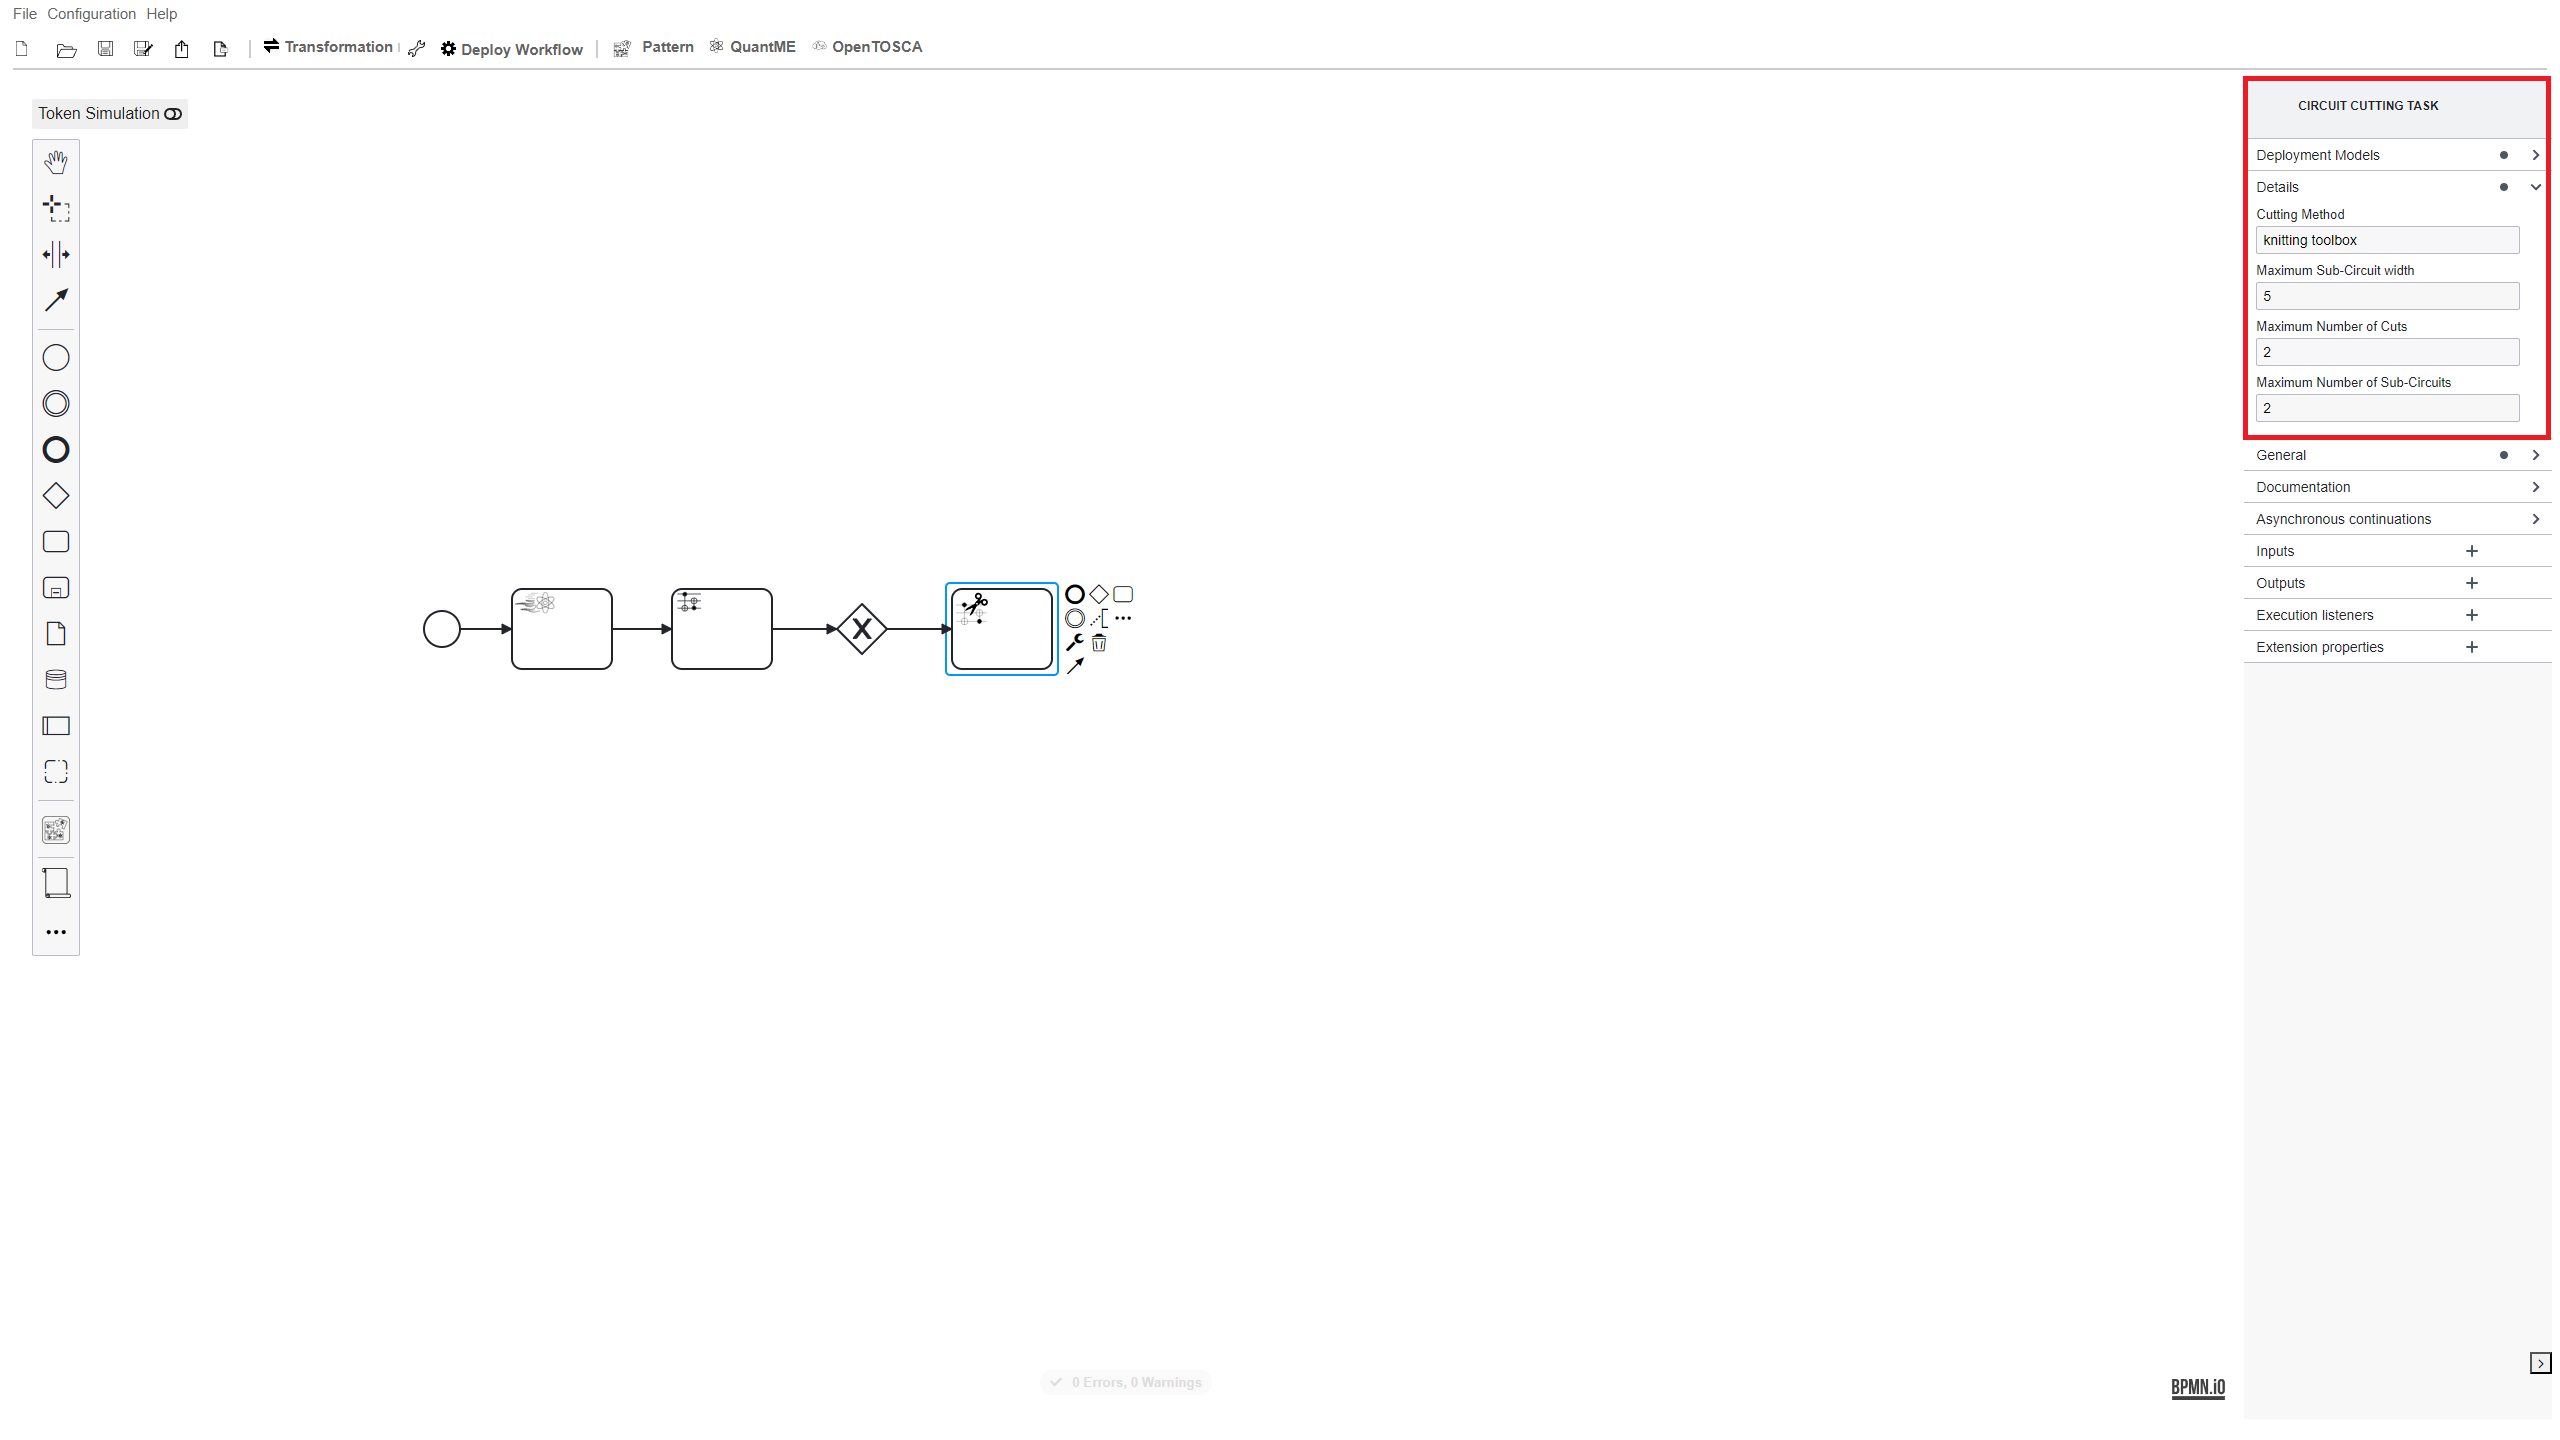 File Configuration Help
Transformation Deploy Workflow Pattern QuantME OpenTOSCA
Token Simulation
CIRCUIT CUTTING TASK
Deployment Models
Details
Cutting Method
knitting toolbox
Maximum Sub-Circuit width
5
Maximum Number of Cuts
2
Maximum Number of Sub-Circuits
2
General
Documentation
Asynchronous continuations
Inputs
Outputs
Execution listeners
Extension properties
0 Errors, 0 Warnings
BPMN.iO